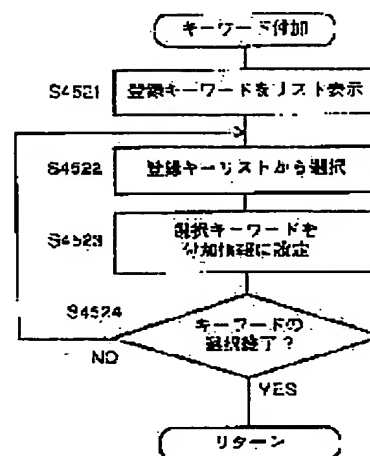 キーワード付加
S4521
登録キーワードをリスト表示
S4522
登録キーリストから選択
S4523
選択キーワードを
付加情報に設定
S4524
キーワードの
選択終了?
NO
YES
リターン